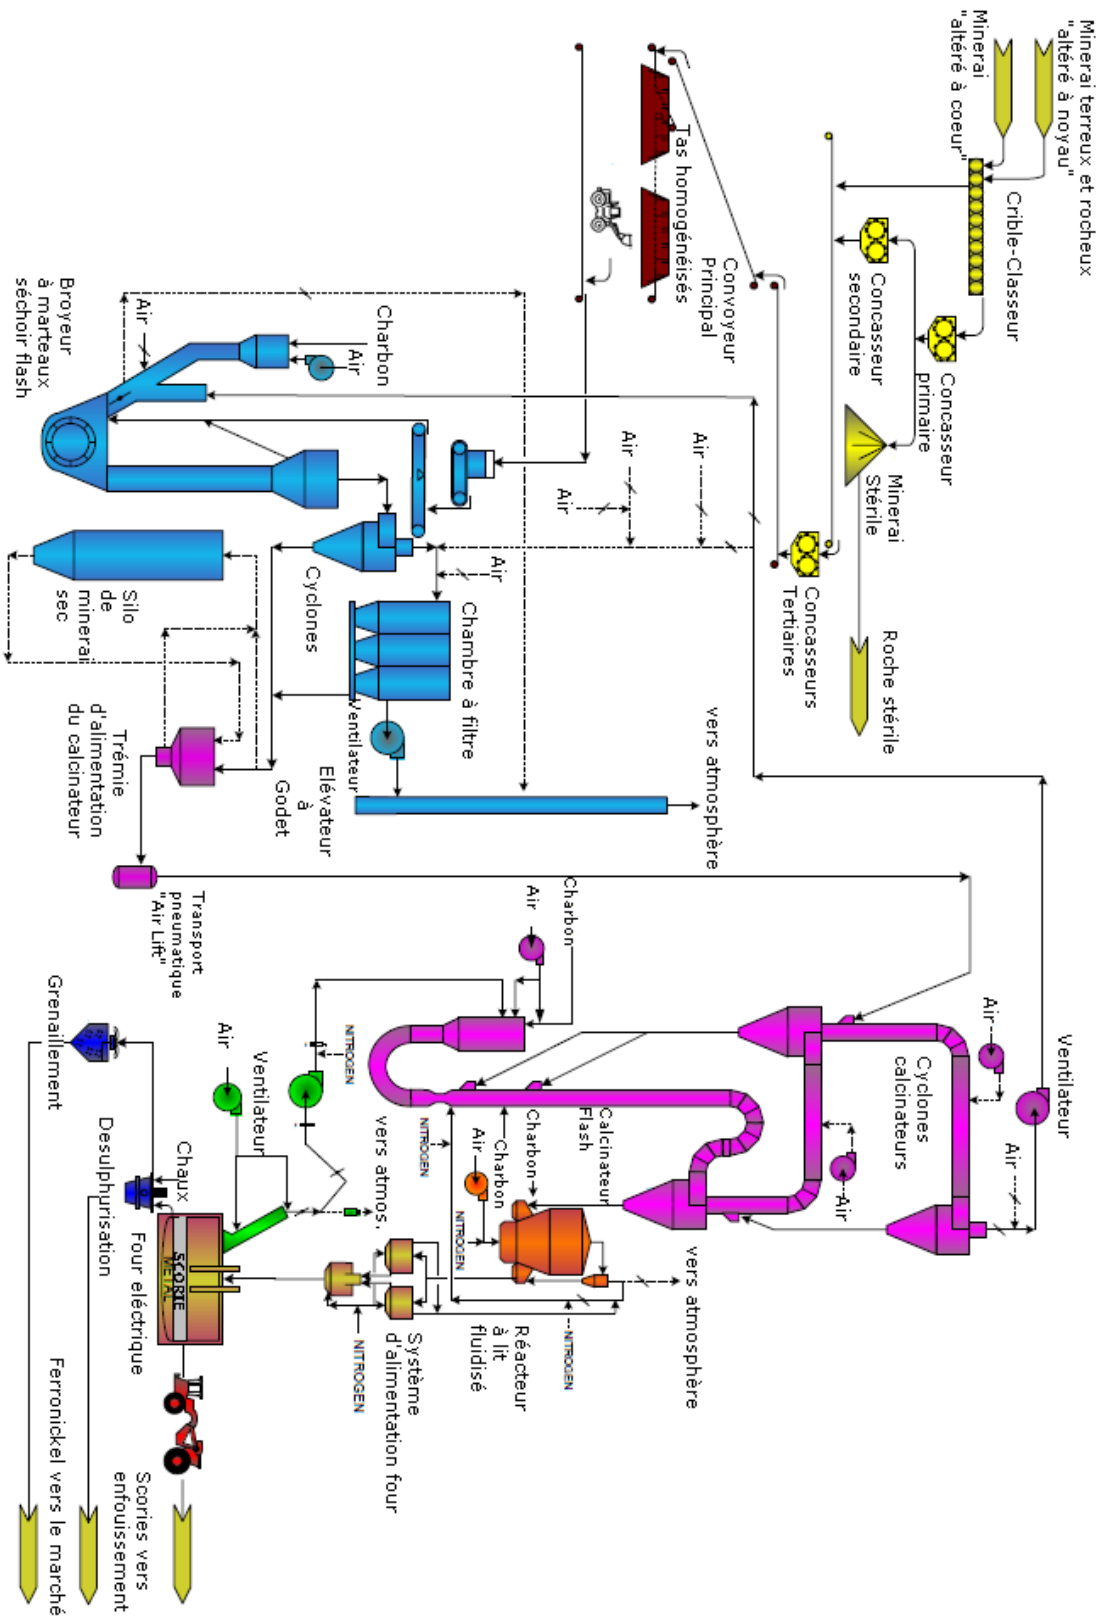 Minerai terreux et rocheux
"altéré à noyau"
Minerai
"altéré à coeur"
Crible-Classeur
Concasseur
primaire
Concasseur
secondaire
Minerai
Stérile
Roche stérile
Concasseurs
Tertiaires
Convoyeur
Principal
Tas homogénéisés
Air
Air
Air
Air
Charbon
Air
Air
Broyeur
à marteaux
séchoir flash
Cyclones
Chambre à filtre
Ventilateur
Elévateur
à
Godet
vers atmosphère
Silo
de
minerai
sec
Trémie
d'alimentation
du calcinateur
Transport
pneumatique
"Air Lift"
Ventilateur
Air
Air
Cyclones
calcinateurs
Air
Charbon
Air
Calcinateur
Flash
Charbon
Charbon
Air
NITROGEN
NITROGEN
NITROGEN
NITROGEN
NITROGEN
vers atmosphère
Réacteur
à lit
fluidisé
Système
d'alimentation four
vers atmos.
Ventilateur
Air
Chaux
SCORIE
METAL
Four eléctrique
Desulphurisation
Grenaillement
Scories vers
enfouissement
Ferronickel vers le marché